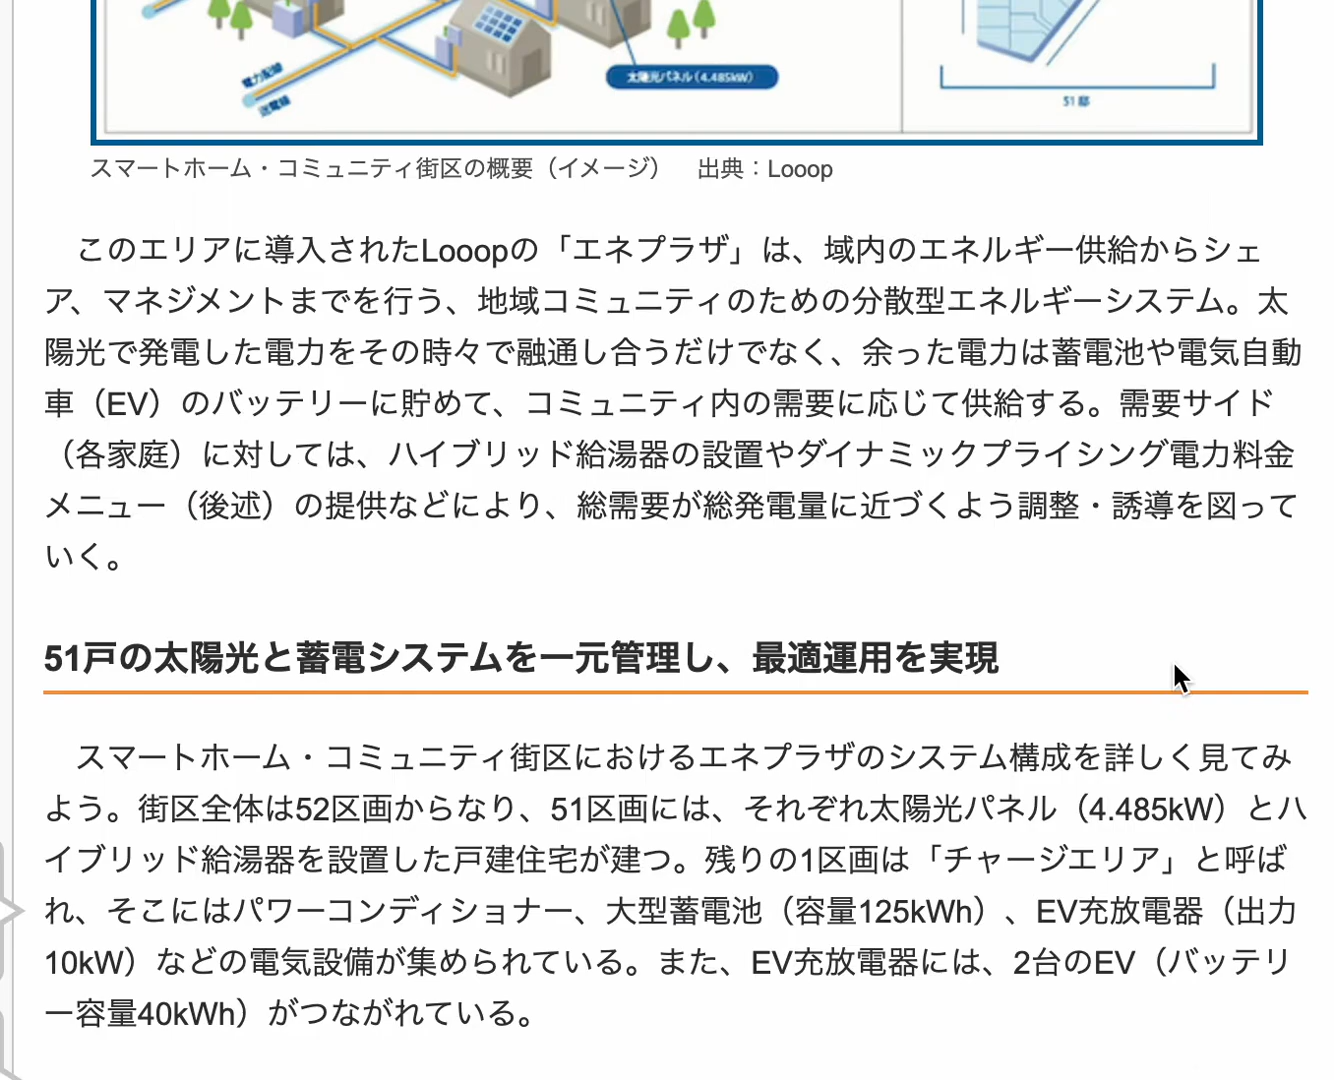 電力配線
送電線
太陽光パネル（4.485kW）
51邸
スマートホーム・コミュニティ街区の概要（イメージ）　出典：Looop
　このエリアに導入されたLooopの「エネプラザ」は、域内のエネルギー供給からシェ
ア、マネジメントまでを行う、地域コミュニティのための分散型エネルギーシステム。太
陽光で発電した電力をその時々で融通し合うだけでなく、余った電力は蓄電池や電気自動
車（EV）のバッテリーに貯めて、コミュニティ内の需要に応じて供給する。需要サイド
（各家庭）に対しては、ハイブリッド給湯器の設置やダイナミックプライシング電力料金
メニュー（後述）の提供などにより、総需要が総発電量に近づくよう調整・誘導を図って
いく。
51戸の太陽光と蓄電システムを一元管理し、最適運用を実現
　スマートホーム・コミュニティ街区におけるエネプラザのシステム構成を詳しく見てみ
よう。街区全体は52区画からなり、51区画には、それぞれ太陽光パネル（4.485kW）とハ
イブリッド給湯器を設置した戸建住宅が建つ。残りの1区画は「チャージエリア」と呼ば
れ、そこにはパワーコンディショナー、大型蓄電池（容量125kWh）、EV充放電器（出力
10kW）などの電気設備が集められている。また、EV充放電器には、2台のEV（バッテリ
ー容量40kWh）がつながれている。